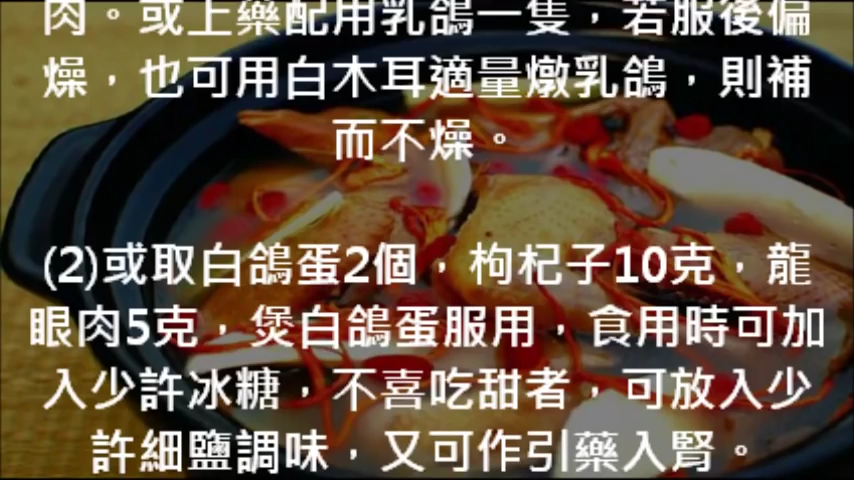 肉。或上藥配用乳鴿一隻，若服後偏
燥，也可用白木耳適量燉乳鴿，則補
而不燥。
(2)或取白鴿蛋2個，枸杞子10克，龍
眼肉5克，煲白鴿蛋服用，食用時可加
入少許冰糖，不喜吃甜者，可放入少
許細鹽調味，又可作引藥入腎。